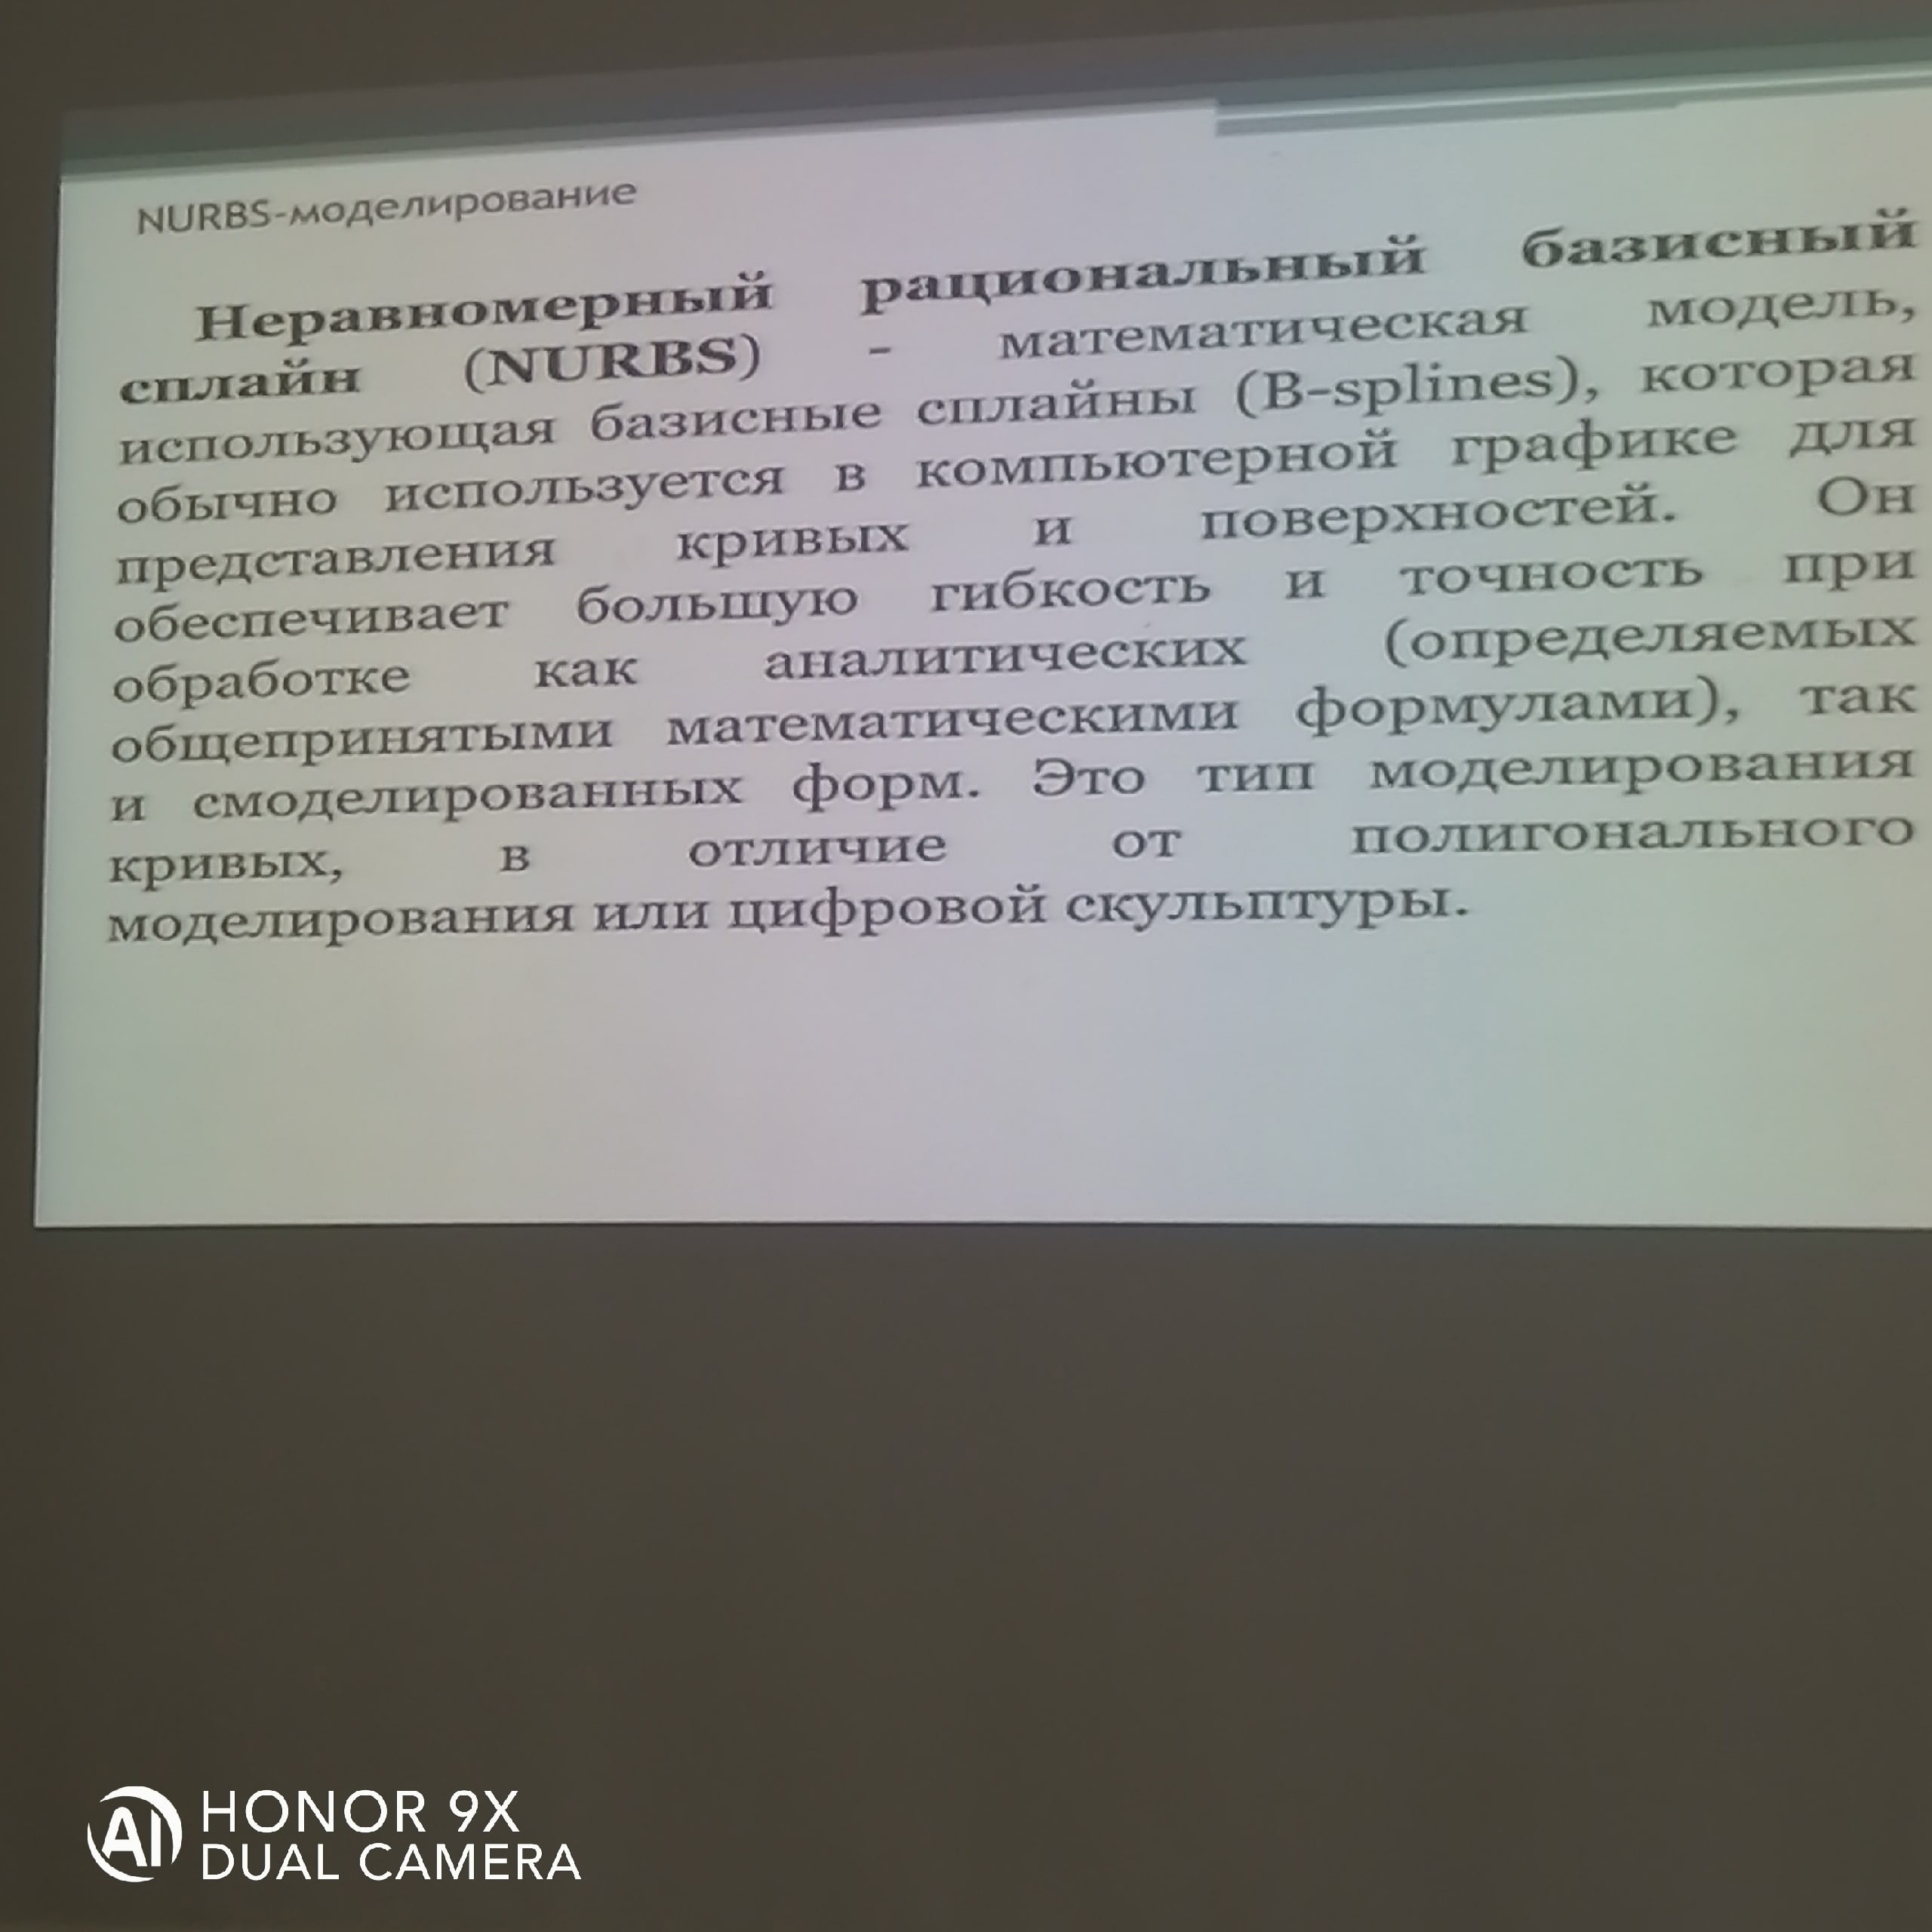 NURBS-моделирование
Неравномерный рациональный базисный
сплайн (NURBS) - математическая модель,
использующая базисные сплайны (B-splines), которая
обычно используется в компьютерной графике для
представления кривых и поверхностей. Он
обеспечивает большую гибкость и точность при
обработке как аналитических (определяемых
общепринятыми математическими формулами), так
и смоделированных форм. Это тип моделирования
кривых, в отличие от полигонального
моделирования или цифровой скульптуры.
AI HONOR 9X
DUAL CAMERA